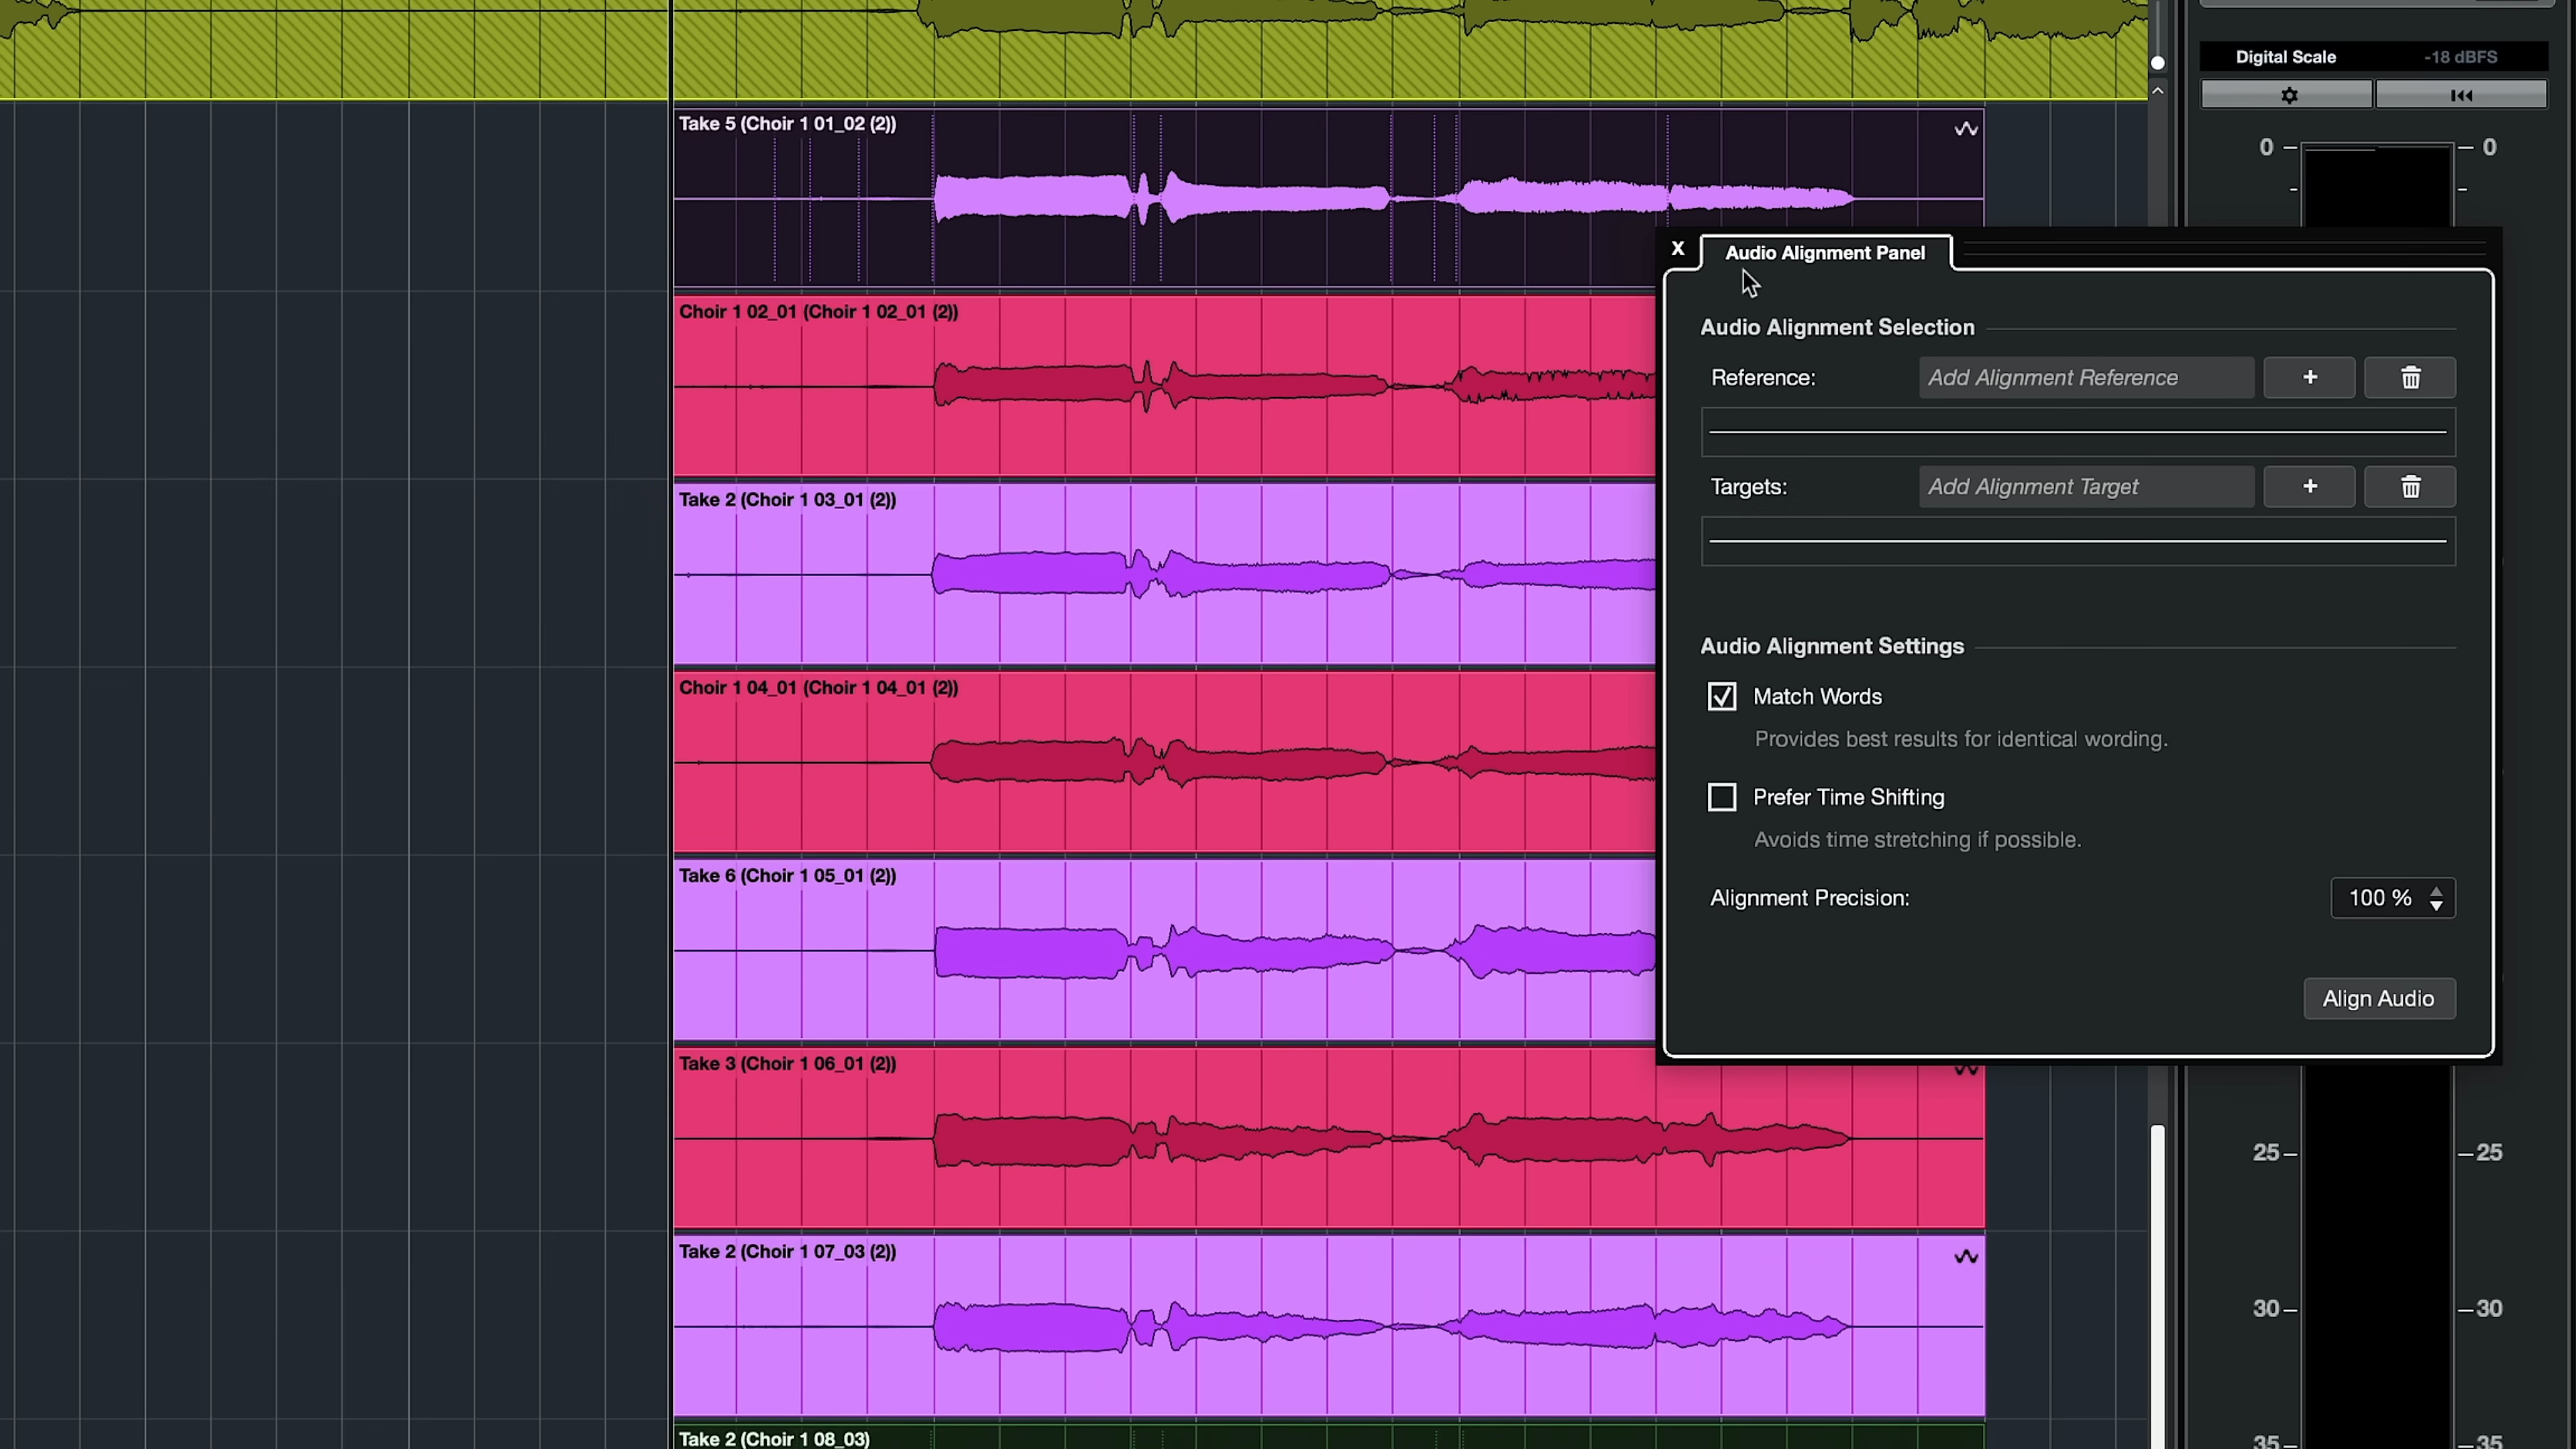 Digital Scale -18 dBFS
Take 5 (Choir 1 01_02 (2))
0 0
X Audio Alignment Panel
Audio Alignment Selection
Choir 1 02_01 (Choir 1 02_01 (2))
Reference: Add Alignment Reference +
Targets: Add Alignment Target +
Take 2 (Choir 1 03_01 (2))
Audio Alignment Settings
Choir 1 04_01 (Choir 1 04_01 (2))
Match Words
Provides best results for identical wording.
Prefer Time Shifting
Avoids time stretching if possible.
Take 6 (Choir 1 05_01 (2))
Alignment Precision: 100 %
Align Audio
Take 3 (Choir 1 06_01 (2))
25 25
Take 2 (Choir 1 07_03 (2))
30 30
Take 2 (Choir 1 08_03)
35 35